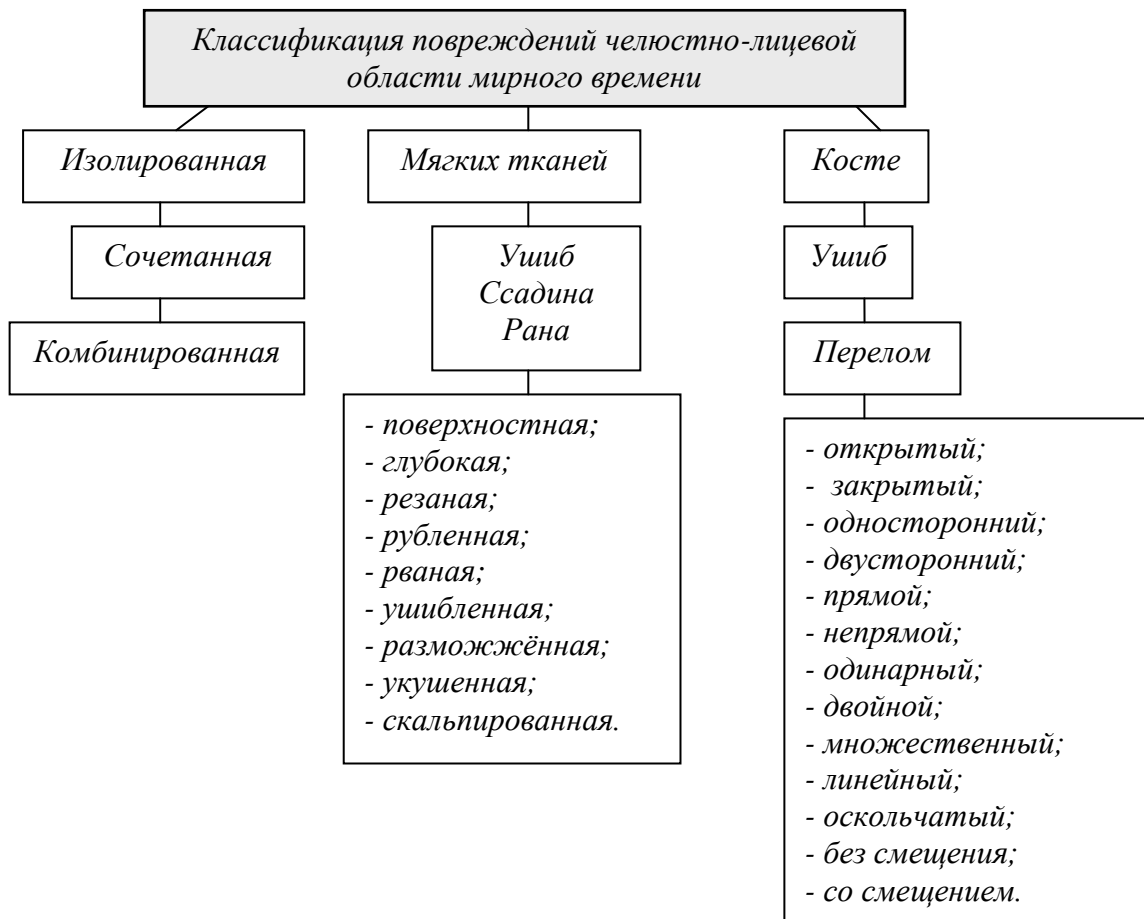 Классификация повреждений челюстно-лицевой
области мирного времени
Изолированная
Мягких тканей
Косте
Сочетанная
Ушиб
Ссадина
Рана
Ушиб
Комбинированная
Перелом
- поверхностная;
- глубокая;
- резаная;
- рубленная;
- рваная;
- ушибленная;
- разможжённая;
- укушенная;
- скальпированная.
- открытый;
- закрытый;
- односторонний;
- двусторонний;
- прямой;
- непрямой;
- одинарный;
- двойной;
- множественный;
- линейный;
- оскольчатый;
- без смещения;
- со смещением.